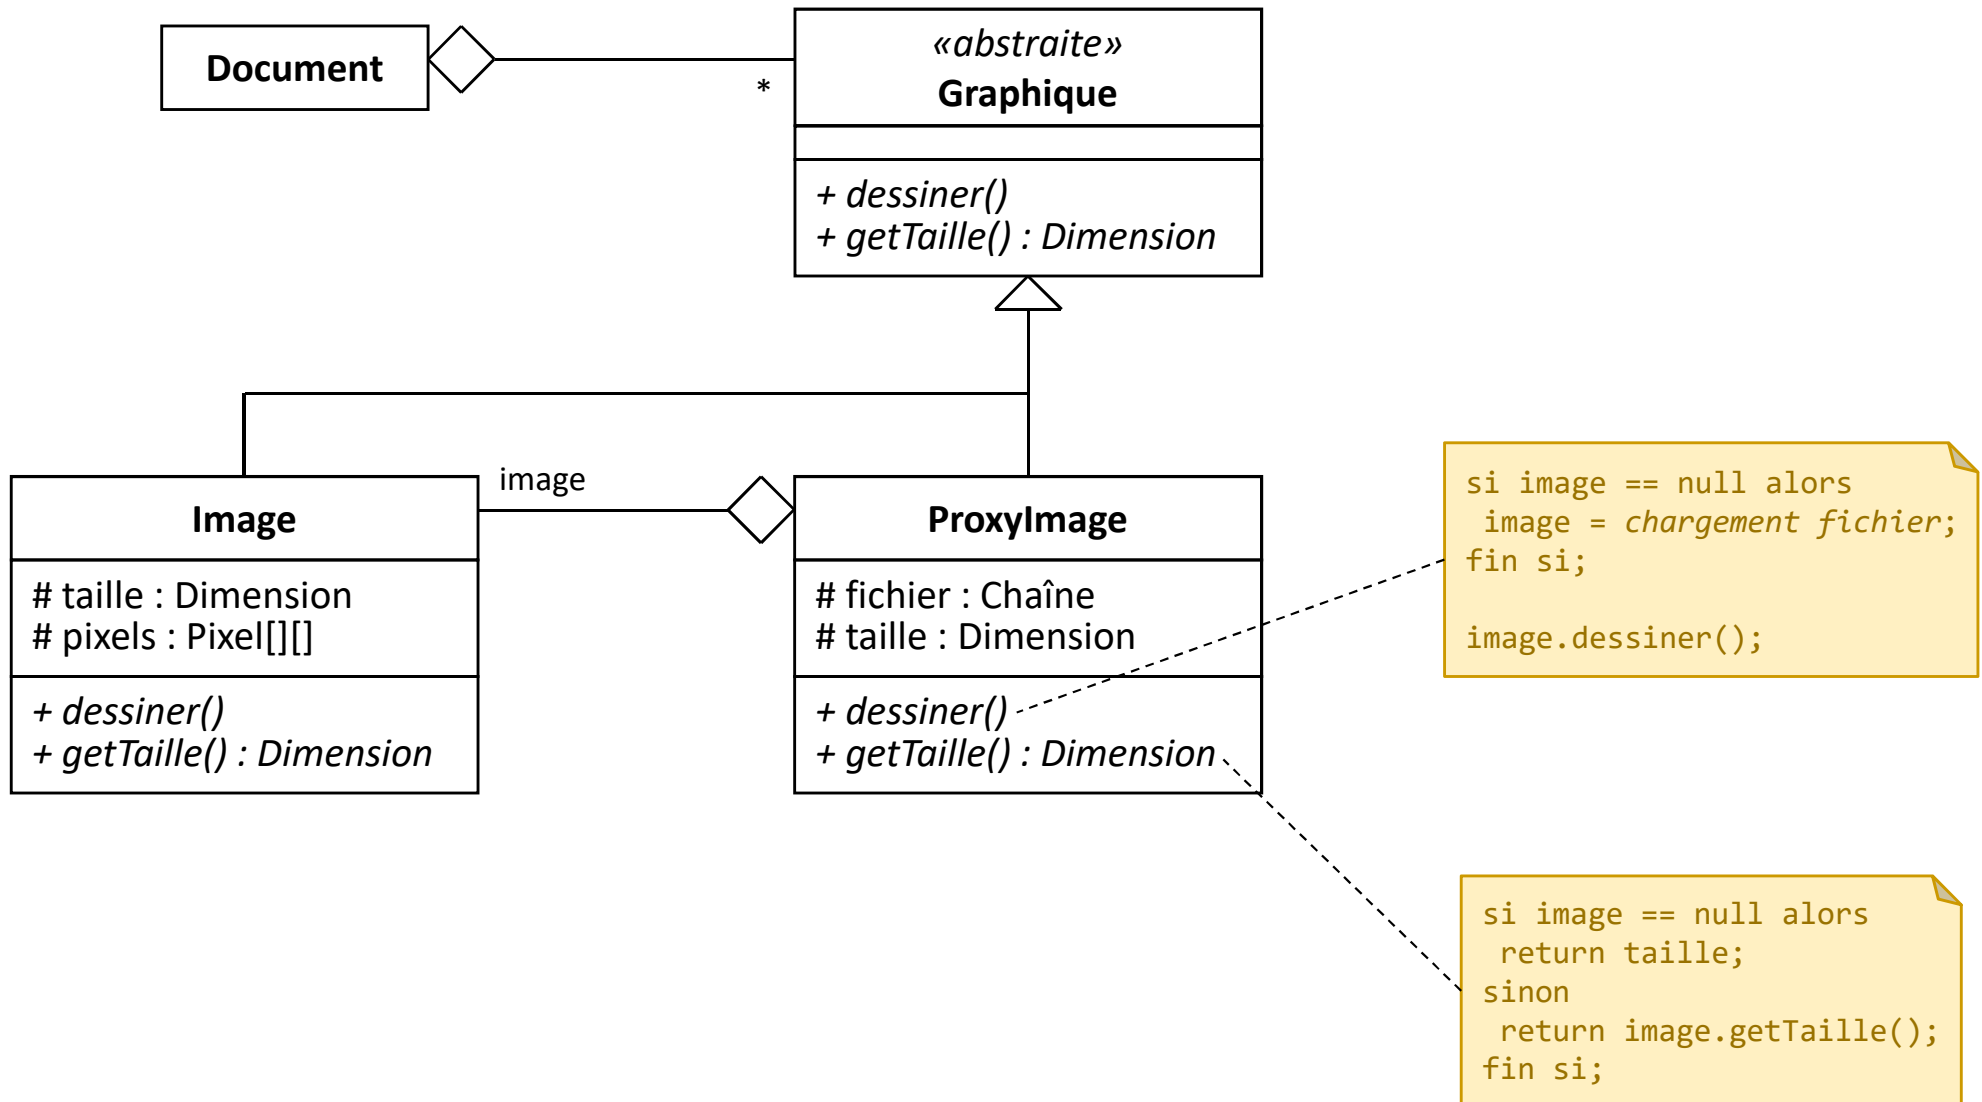 Document
*
«abstraite»
Graphique
+ dessiner()
+ getTaille() : Dimension
image
Image
# taille : Dimension
# pixels : Pixel[][]
+ dessiner()
+ getTaille() : Dimension
ProxyImage
# fichier : Chaîne
# taille : Dimension
+ dessiner()
+ getTaille() : Dimension
si image == null alors
image = chargement fichier;
fin si;
image.dessiner();
si image == null alors
return taille;
sinon
return image.getTaille();
fin si;